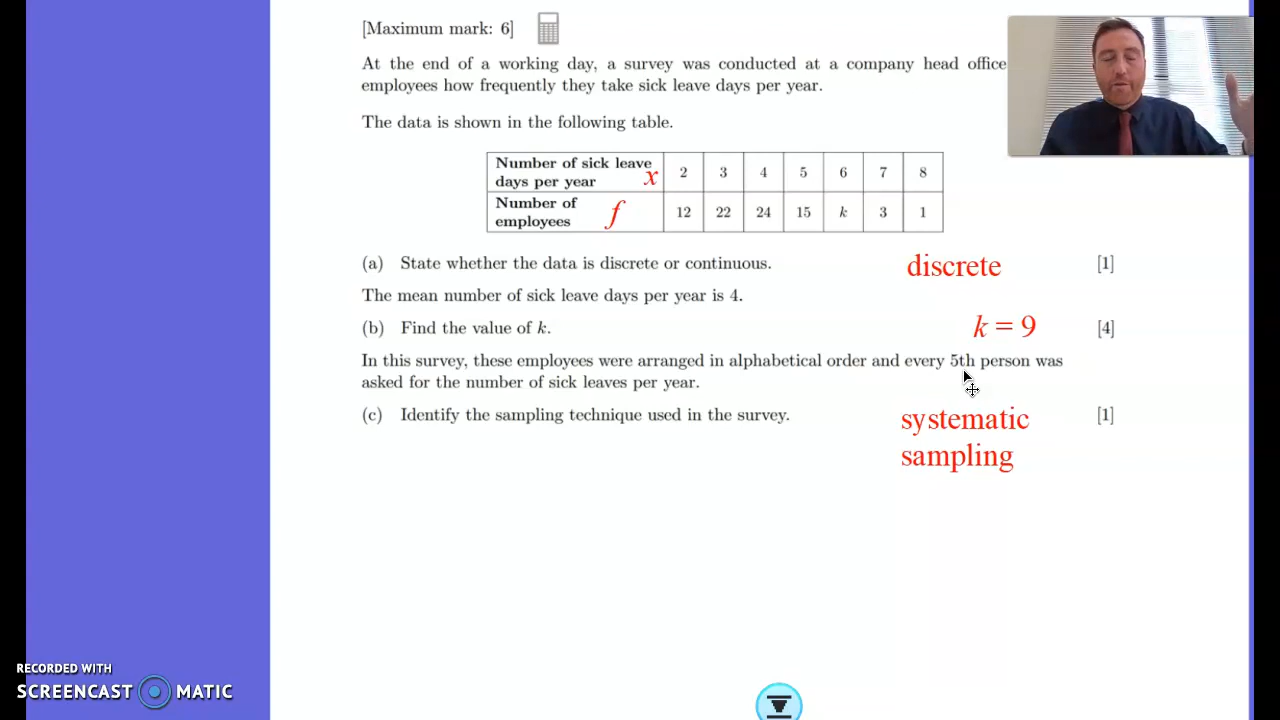 [Maximum mark: 6]
At the end of a working day, a survey was conducted at a company head office
employees how frequently they take sick leave days per year.
The data is shown in the following table.
Number of sick leave days per year x 2 3 4 5 6 7 8
Number of employees f 12 22 24 15 k 3 1
(a) State whether the data is discrete or continuous. discrete [1]
The mean number of sick leave days per year is 4.
(b) Find the value of k. k = 9 [4]
In this survey, these employees were arranged in alphabetical order and every 5th person was
asked for the number of sick leaves per year.
(c) Identify the sampling technique used in the survey. systematic [1]
sampling
RECORDED WITH
SCREENCAST MATIC